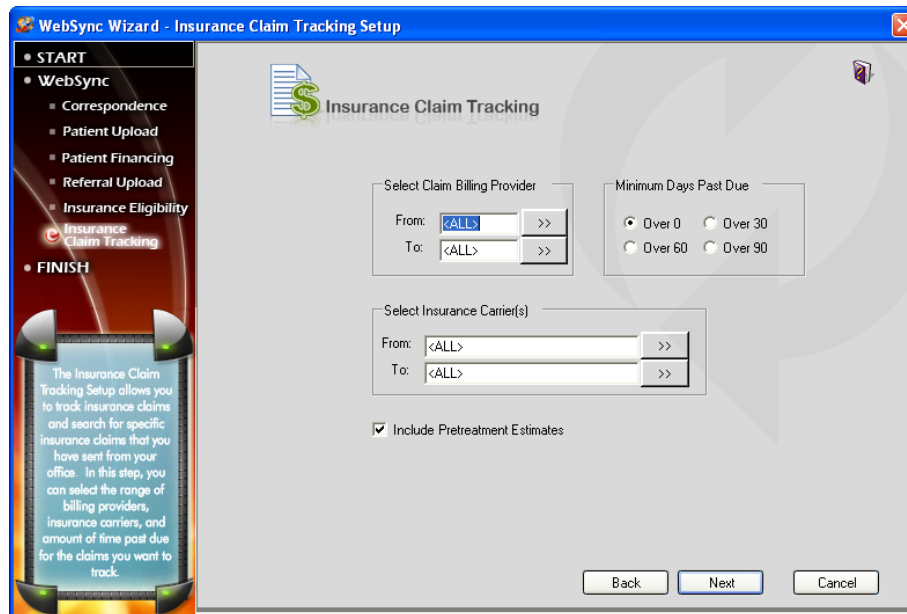 WebSync Wizard - Insurance Claim Tracking Setup
START
WebSync
Correspondence
Patient Upload
Patient Financing
Referral Upload
Insurance Eligibility
Insurance
Claim Tracking
FINISH
The Insurance Claim
Tracking Setup allows you
to track insurance claims
and search for specific
insurance claims that you
have sent from your
office. In this step, you
can select the range of
billing providers,
insurance carriers, and
amount of time past due
for the claims you want to
track.
Insurance Claim Tracking
Select Claim Billing Provider
From: <ALL> >>
To: <ALL> >>
Minimum Days Past Due
Over 0 Over 30
Over 60 Over 90
Select Insurance Carrier(s)
From: <ALL> >>
To: <ALL> >>
Include Pretreatment Estimates
Back Next Cancel